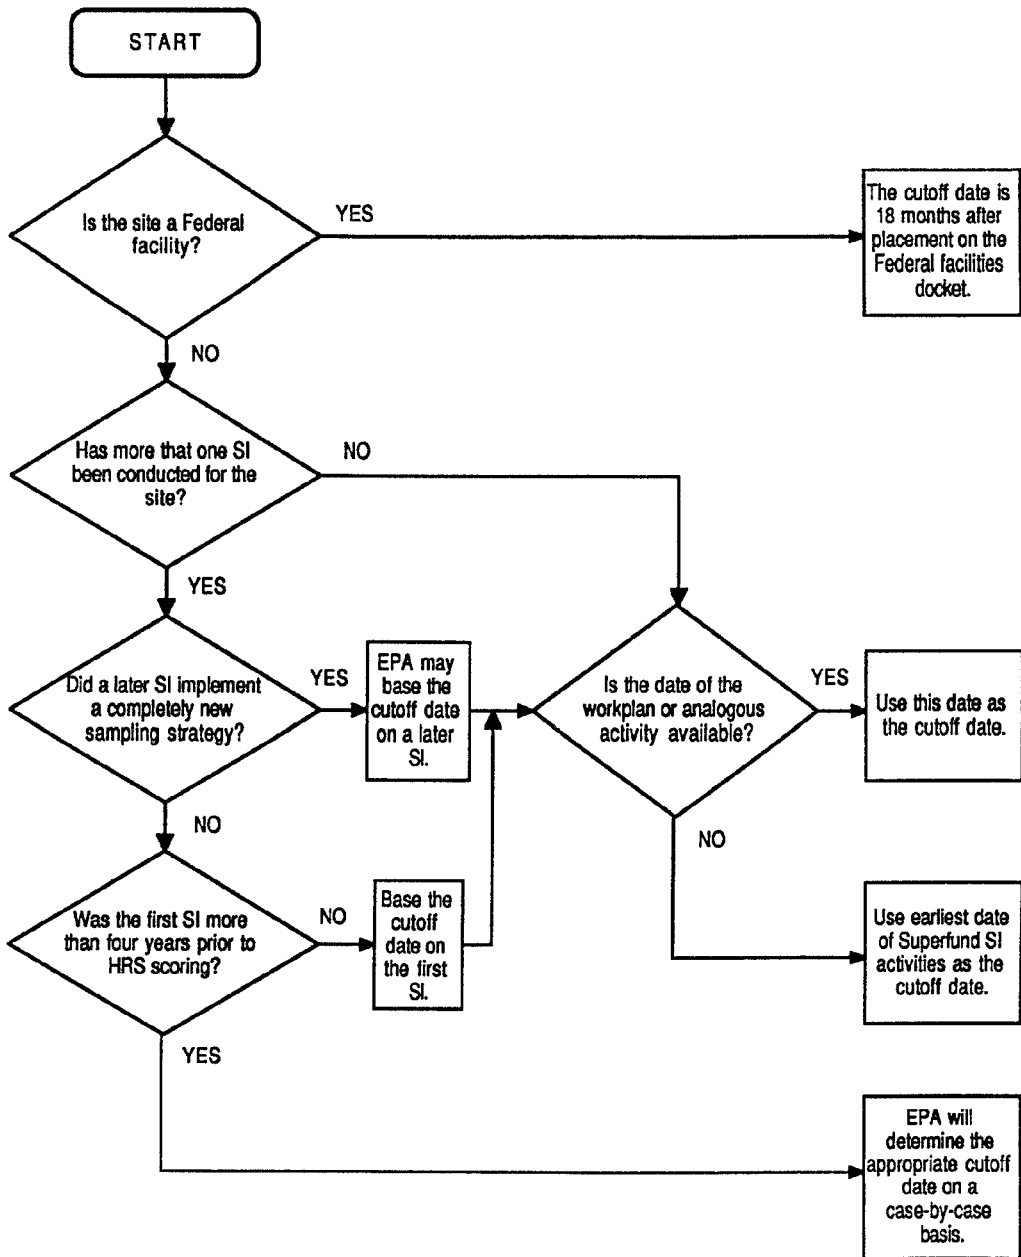 START
Is the site a Federal
facility?
YES
The cutoff date is
18 months after
placement on the
Federal facilities
docket.
NO
Has more that one SI
been conducted for the
site?
NO
YES
Did a later SI implement
a completely new
sampling strategy?
YES
EPA may
base the
cutoff date
on a later
SI.
Is the date of the
workplan or analogous
activity available?
YES
Use this date as
the cutoff date.
NO
NO
Was the first SI more
than four years prior to
HRS scoring?
NO
Base the
cutoff
date on
the first
SI.
Use earliest date
of Superfund SI
activities as the
cutoff date.
YES
EPA will
determine the
appropriate cutoff
date on a
case-by-case
basis.